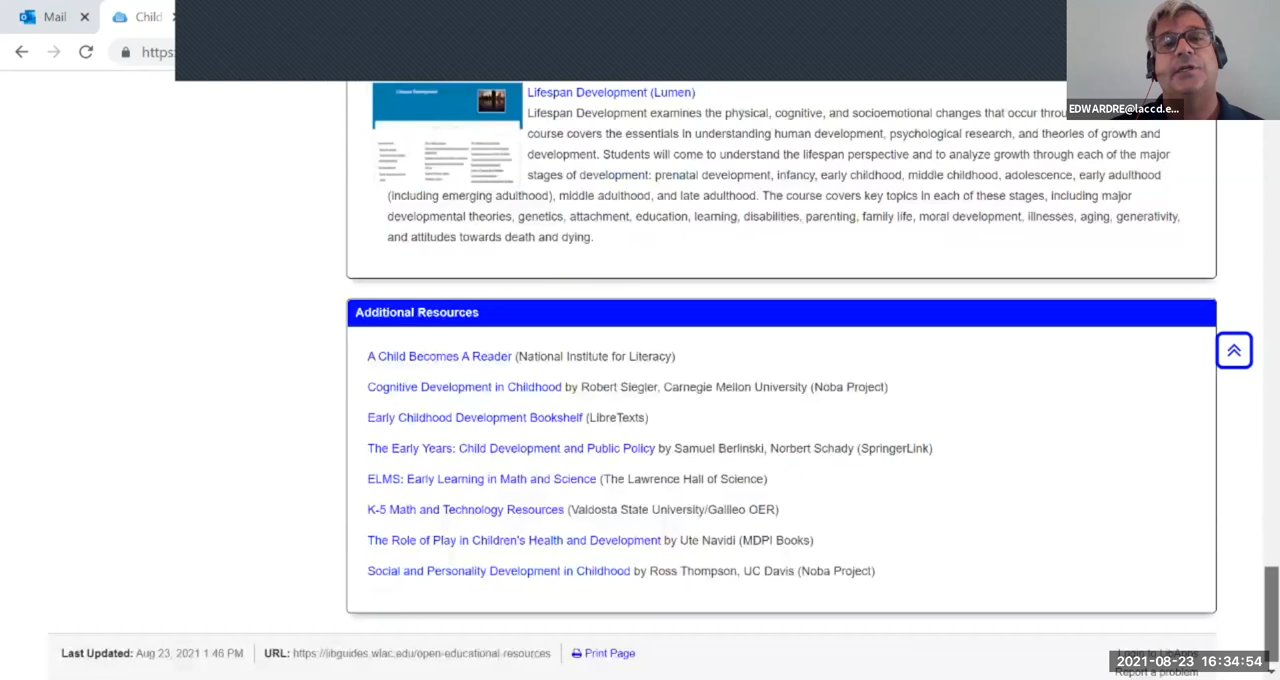 Mail
Child
https:
EDWARDRE@laccd.e...
Lifespan Development
Lifespan Development (Lumen)
Lifespan Development examines the physical, cognitive, and socioemotional changes that occur throu
course covers the essentials in understanding human development, psychological research, and theories of growth and
development. Students will come to understand the lifespan perspective and to analyze growth through each of the major
stages of development: prenatal development, infancy, early childhood, middle childhood, adolescence, early adulthood
(including emerging adulthood), middle adulthood, and late adulthood. The course covers key topics in each of these stages, including major
developmental theories, genetics, attachment, education, learning, disabilities, parenting, family life, moral development, illnesses, aging, generativity,
and attitudes towards death and dying.
Additional Resources
A Child Becomes A Reader (National Institute for Literacy)
Cognitive Development in Childhood by Robert Siegler, Carnegie Mellon University (Noba Project)
Early Childhood Development Bookshelf (LibreTexts)
The Early Years: Child Development and Public Policy by Samuel Berlinski, Norbert Schady (SpringerLink)
ELMS: Early Learning in Math and Science (The Lawrence Hall of Science)
K-5 Math and Technology Resources (Valdosta State University/Galileo OER)
The Role of Play in Children's Health and Development by Ute Navidi (MDPI Books)
Social and Personality Development in Childhood by Ross Thompson, UC Davis (Noba Project)
Last Updated: Aug 23, 2021 1:46 PM
URL: https://libguides.wlac.edu/open-educational-resources
Print Page
Login to LibApps
2021-08-23 16:34:54
Report a problem